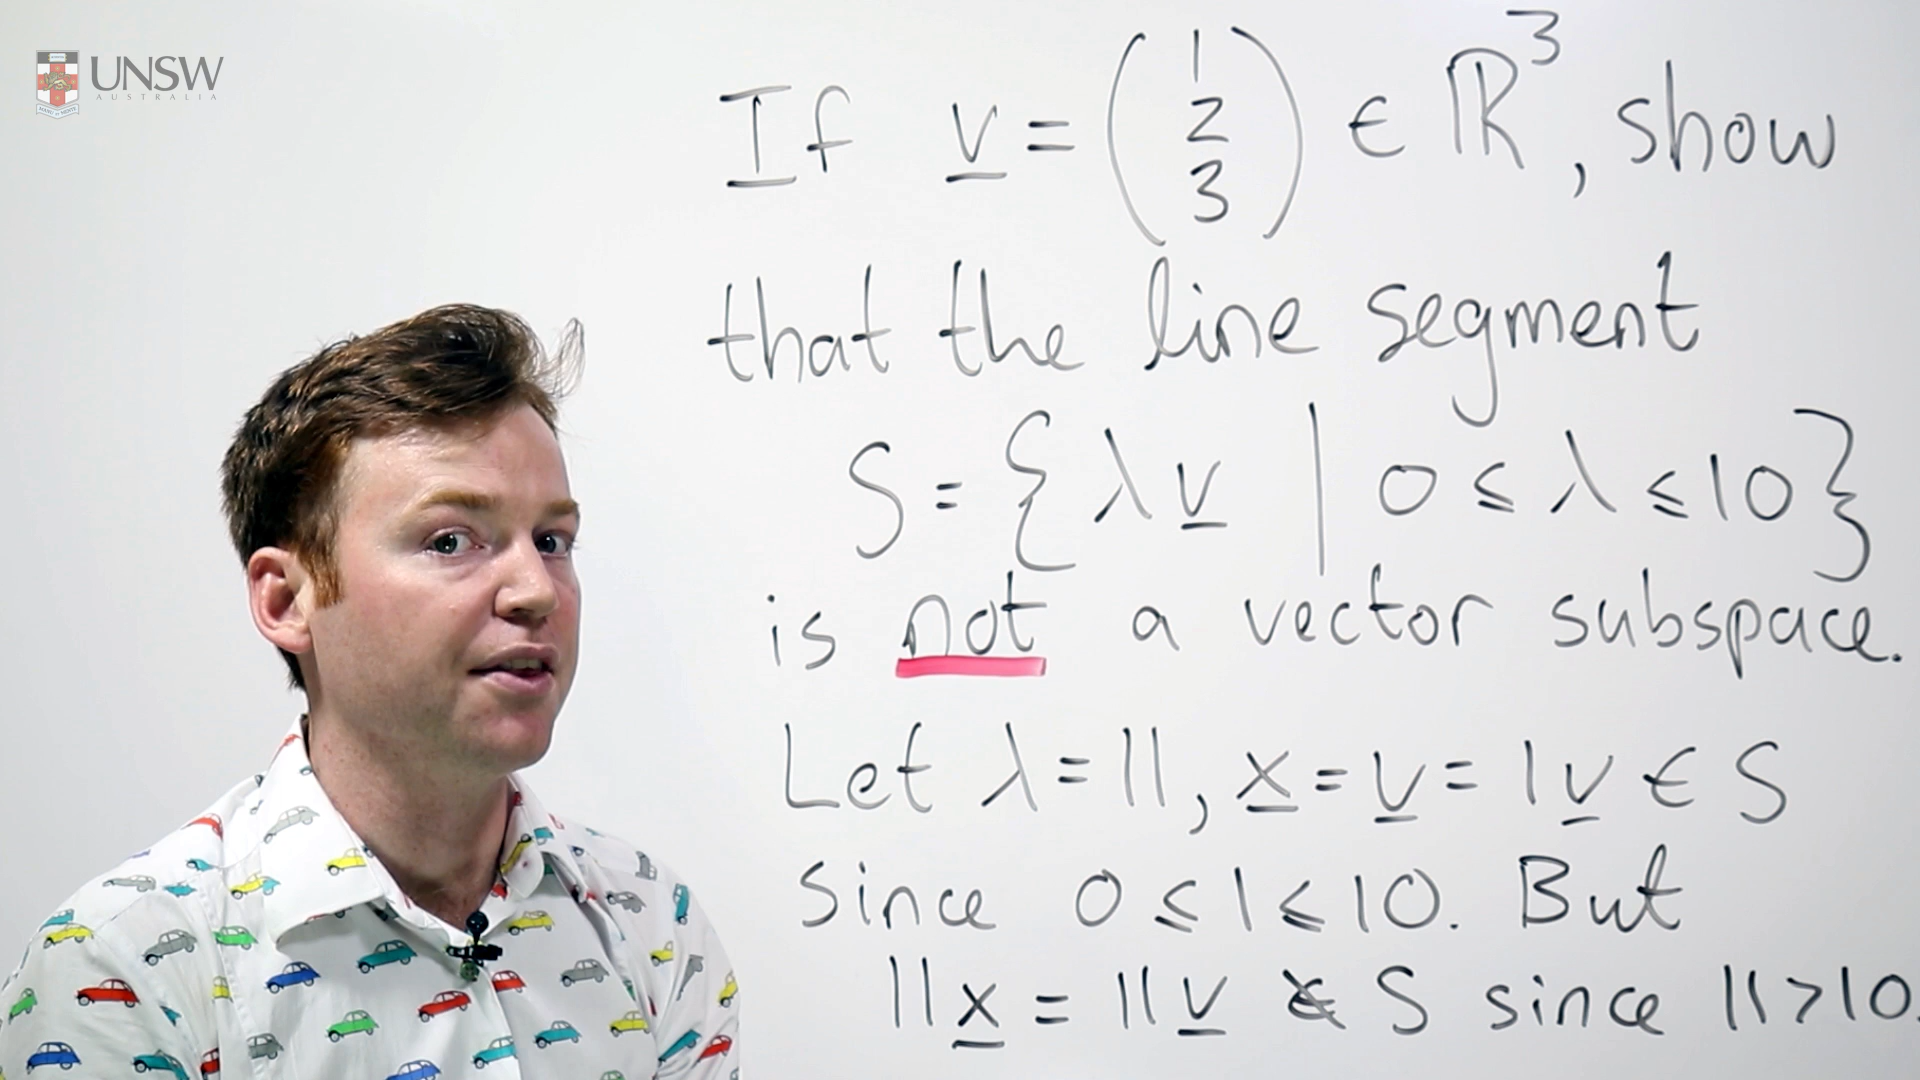 UNSW
AUSTRALIA
If v = (1 2 3) ∈ ℝ³, show
that the line segment
S = {λv | 0 ≤ λ ≤ 10}
is not a vector subspace.
Let λ = 11, x = v = 1v ∈ S
since 0 ≤ 1 ≤ 10. But
11x = 11v ∉ S since 11 > 10.